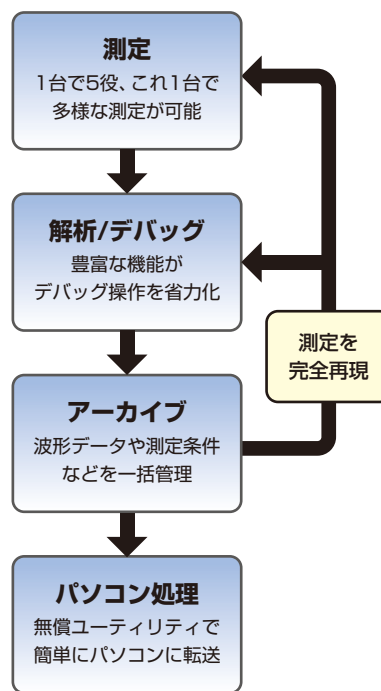 測定
1台で5役、これ1台で
多様な測定が可能
解析/デバッグ
豊富な機能が
デバッグ操作を省力化
測定を
完全再現
アーカイブ
波形データや測定条件
などを一括管理
パソコン処理
無償ユーティリティで
簡単にパソコンに転送